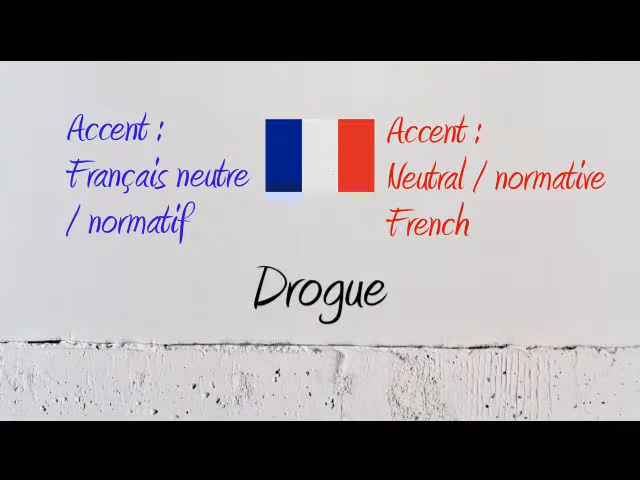 Accent :
Français neutre
/ normatif
Accent :
Neutral / normative
French
Drogue